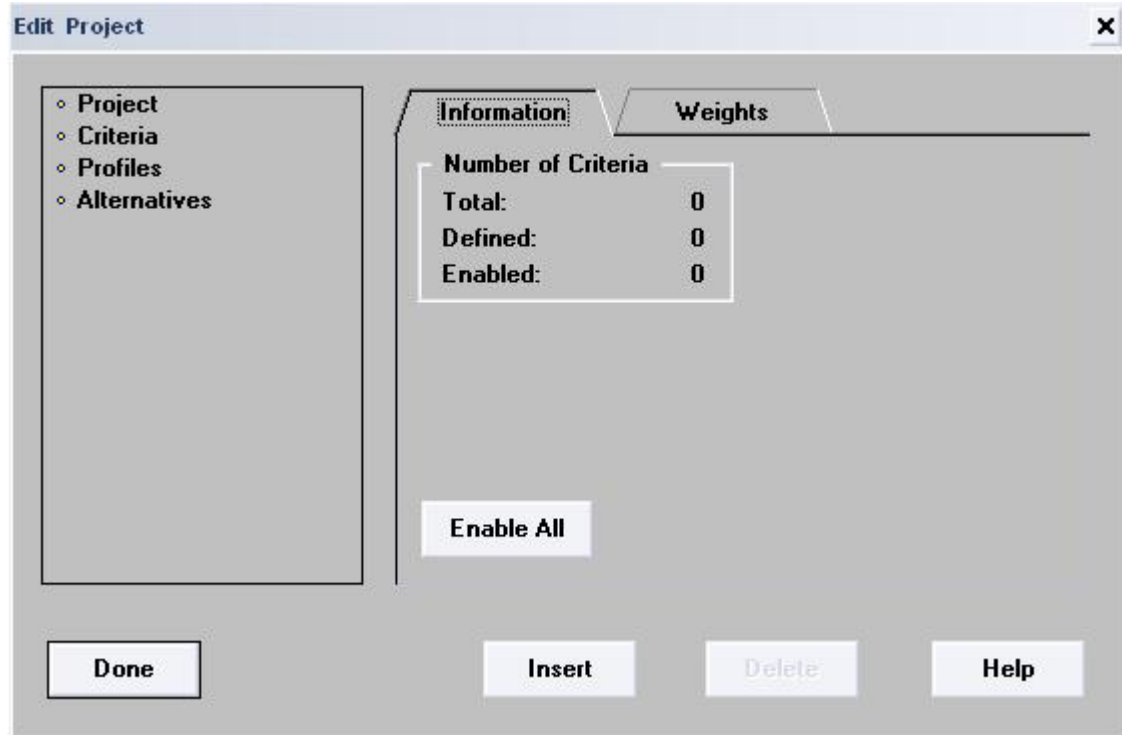 Edit Project
Project
Criteria
Profiles
Alternatives
Information
Weights
Number of Criteria
Total: 0
Defined: 0
Enabled: 0
Enable All
Done
Insert
Delete
Help